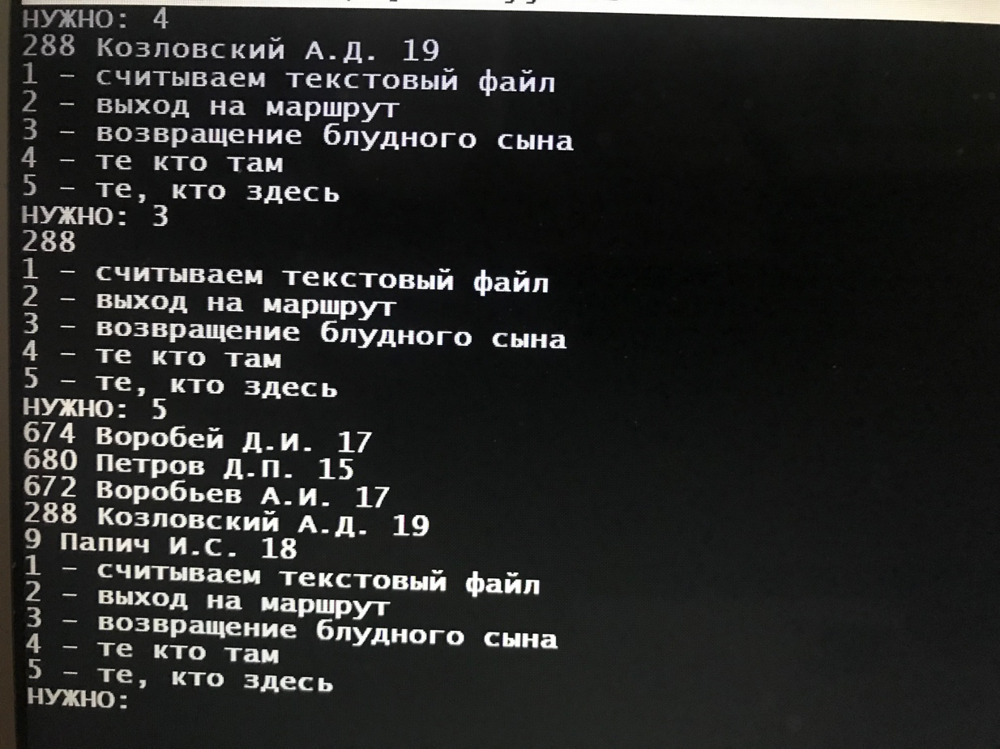 НУЖНО: 4
288 Козловский А.Д. 19
1 - считываем текстовый файл
2 - выход на маршрут
3 - возвращение блудного сына
4 - те кто там
5 - те, кто здесь
НУЖНО: 3
288
1 - считываем текстовый файл
2 - выход на маршрут
3 - возвращение блудного сына
4 - те кто там
5 - те, кто здесь
НУЖНО: 5
674 Воробей Д.И. 17
680 Петров Д.П. 15
672 Воробьев А.И. 17
288 Козловский А.Д. 19
9 Папич И.С. 18
1 - считываем текстовый файл
2 - выход на маршрут
3 - возвращение блудного сына
4 - те кто там
5 - те, кто здесь
НУЖНО: